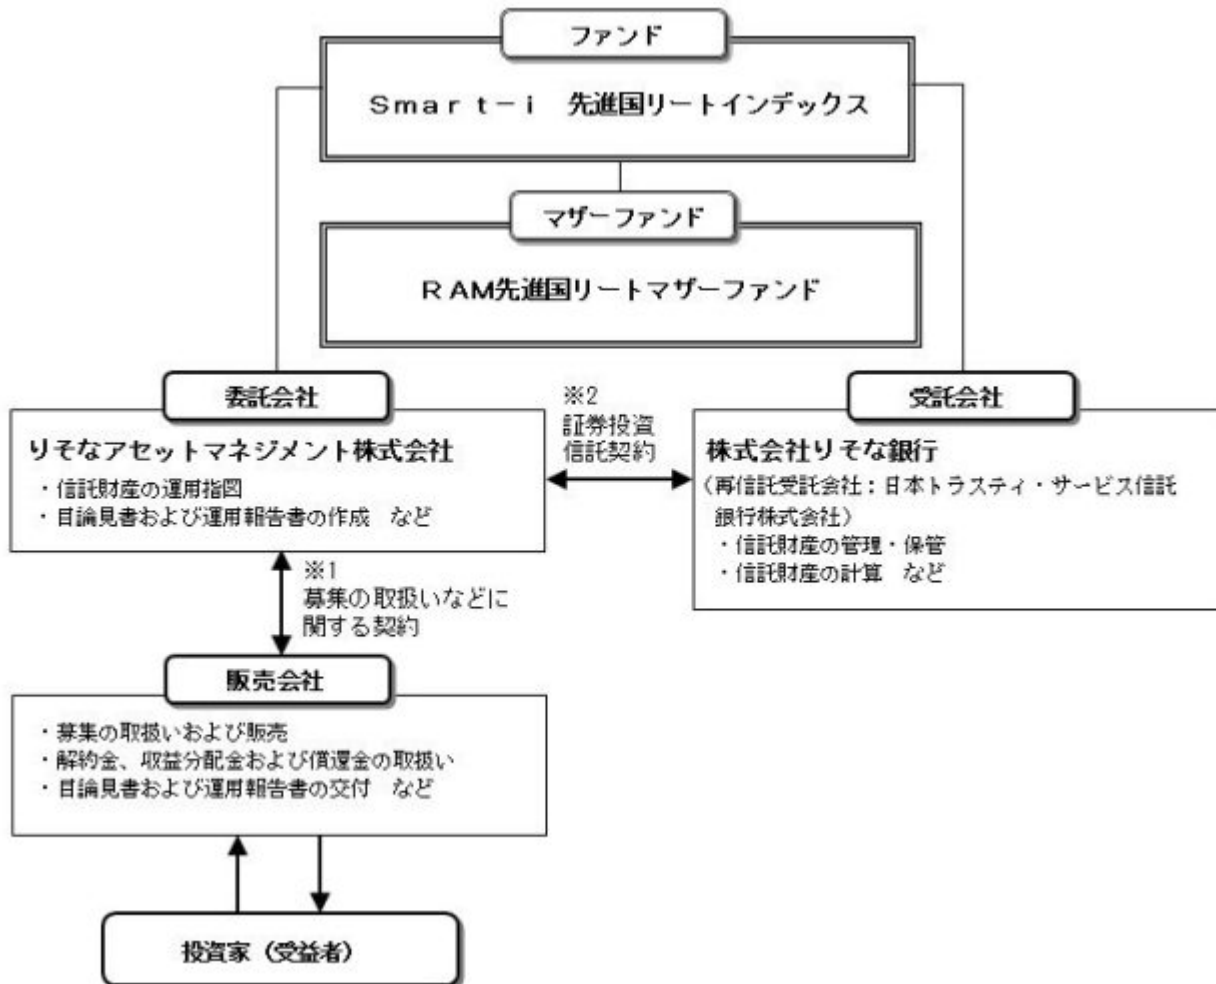 ファンド
Ｓｍａｒｔ－ｉ　先進国リートインデックス
マザーファンド
ＲＡＭ先進国リートマザーファンド
委託会社
りそなアセットマネジメント株式会社
・信託財産の運用指図
・目論見書および運用報告書の作成　など
※2
証券投資
信託契約
受託会社
株式会社りそな銀行
（再信託受託会社：日本トラスティ・サービス信託
銀行株式会社）
・信託財産の管理・保管
・信託財産の計算　など
※1
募集の取扱いなどに
関する契約
販売会社
・募集の取扱いおよび販売
・解約金、収益分配金および償還金の取扱い
・目論見書および運用報告書の交付　など
投資家（受益者）